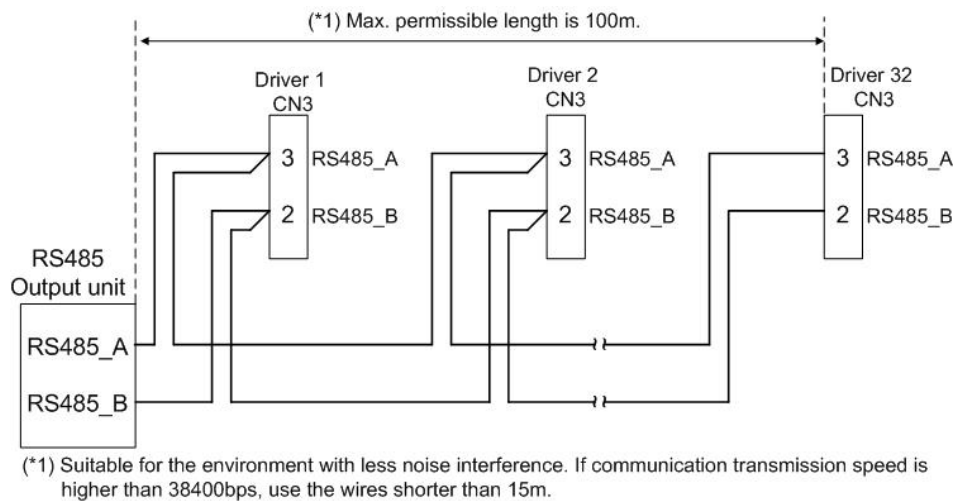 (*1) Max. permissible length is 100m.
Driver 1
CN3
3
RS485_A
2
RS485_B
Driver 2
CN3
3
RS485_A
2
RS485_B
Driver 32
CN3
3
RS485_A
2
RS485_B
RS485
Output unit
RS485_A
RS485_B
(*1) Suitable for the environment with less noise interference. If communication transmission speed is
higher than 38400bps, use the wires shorter than 15m.